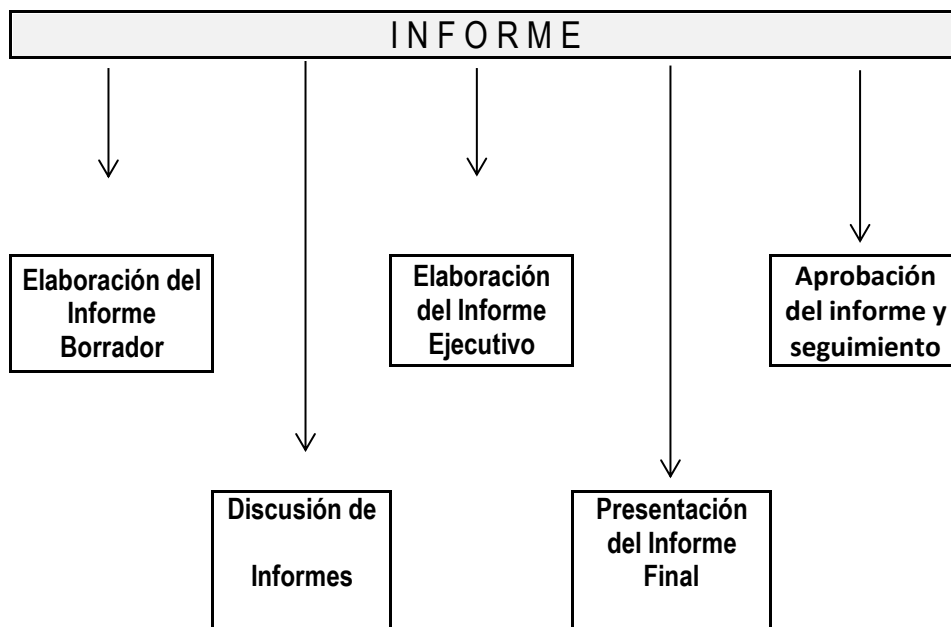 INFORME
Elaboración del
Informe
Borrador
Discusión de
Informes
Elaboración
del Informe
Ejecutivo
Presentación
del Informe
Final
Aprobación
del informe y
seguimiento